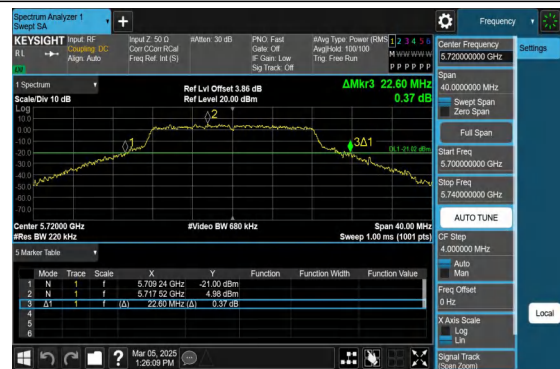 Spectrum Analyzer 1
Swept SA
Frequency
KEYSIGHT Input: RF Input Z: 50 Ω #Atten: 30 dB PNO: Fast #Avg Type: Power (RMS 1 2 3 4 5 6
RL Coupling: DC Corr CCorr RCal Gate: Off Avg|Hold: 100/100 M W W W W W
Align: Auto Freq Ref: Int (S) IF Gain: Low Trig: Free Run
Sig Track: Off P P P P P P
Center Frequency
5.720000000 GHz
Settings
Span
40.0000000 MHz
Swept Span
Zero Span
Full Span
Start Freq
5.700000000 GHz
Stop Freq
5.740000000 GHz
AUTO TUNE
CF Step
4.000000 MHz
Auto
Man
Freq Offset
0 Hz
X Axis Scale
Log
Lin
Signal Track
(Span Zoom)
Local
1 Spectrum
Scale/Div 10 dB
Ref Lvl Offset 3.86 dB
Ref Level 20.00 dBm
ΔMkr3 22.60 MHz
0.37 dB
Log
10.0
0.00
-10.0
-20.0
-30.0
-40.0
-50.0
-60.0
-70.0
1
2
3Δ1
DL1 -21.02 dBm
Center 5.72000 GHz #Video BW 680 kHz Span 40.00 MHz
#Res BW 220 kHz Sweep 1.00 ms (1001 pts)
5 Marker Table
Mode Trace Scale X Y Function Function Width Function Value
1 N 1 f 5.709 24 GHz -21.00 dBm
2 N 1 f 5.717 52 GHz 4.98 dBm
3 Δ1 1 f (Δ) 22.60 MHz (Δ) 0.37 dB
4
5
6
Mar 05, 2025
1:26:09 PM